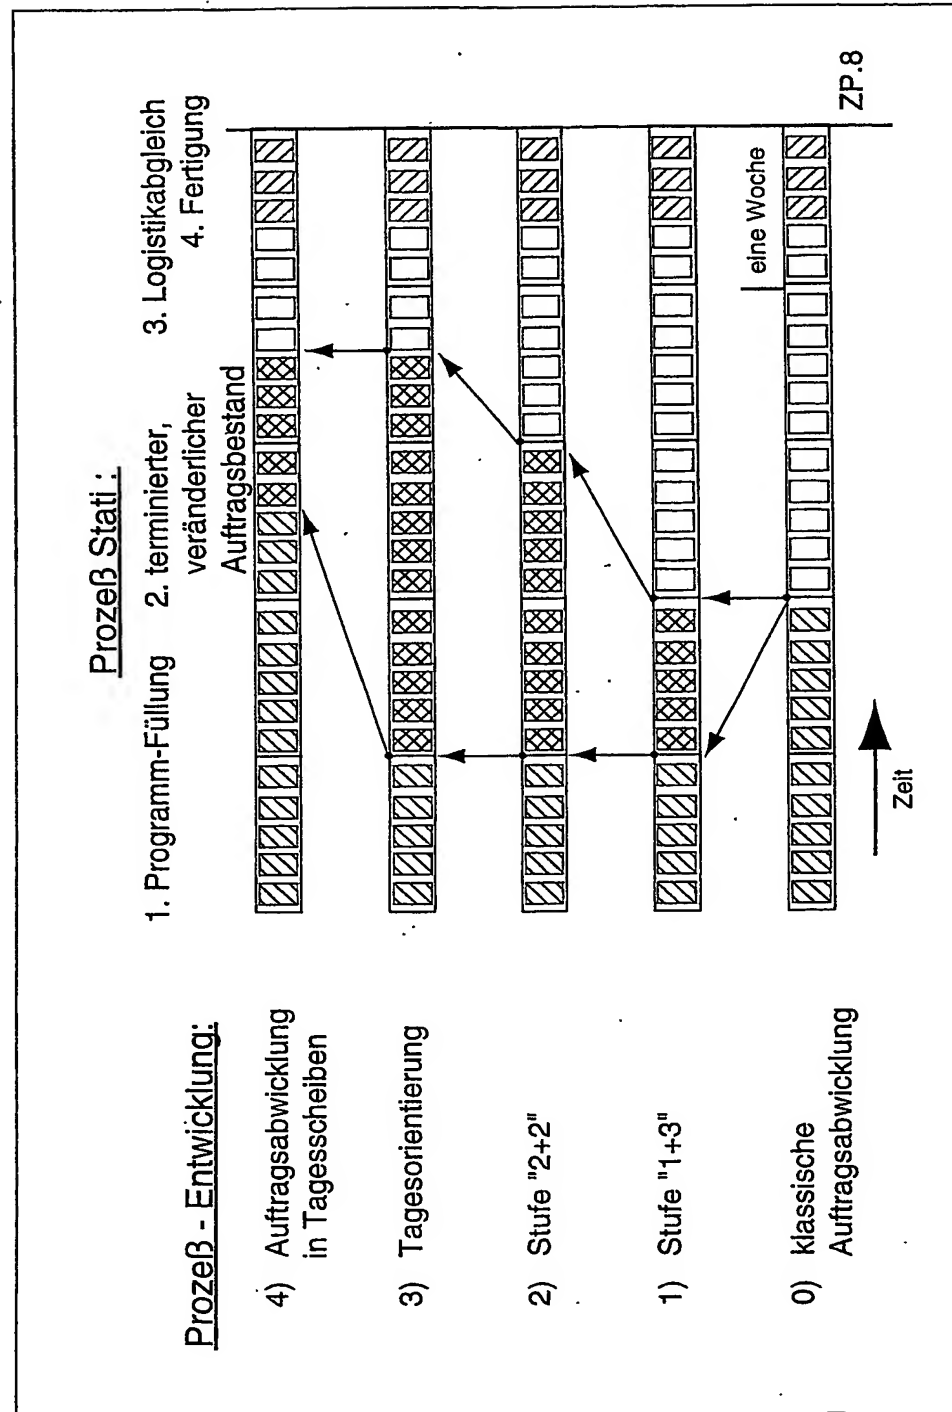 Prozeß Stati :
1. Programm-Füllung
2. terminierter,
veränderlicher
Auftragsbestand
3. Logistikabgleich
4. Fertigung
Prozeß - Entwicklung:
4) Auftragsabwicklung
in Tagesscheiben
3) Tagesorientierung
2) Stufe "2+2"
1) Stufe "1+3"
0) klassische
Auftragsabwicklung
eine Woche
ZP.8
Zeit